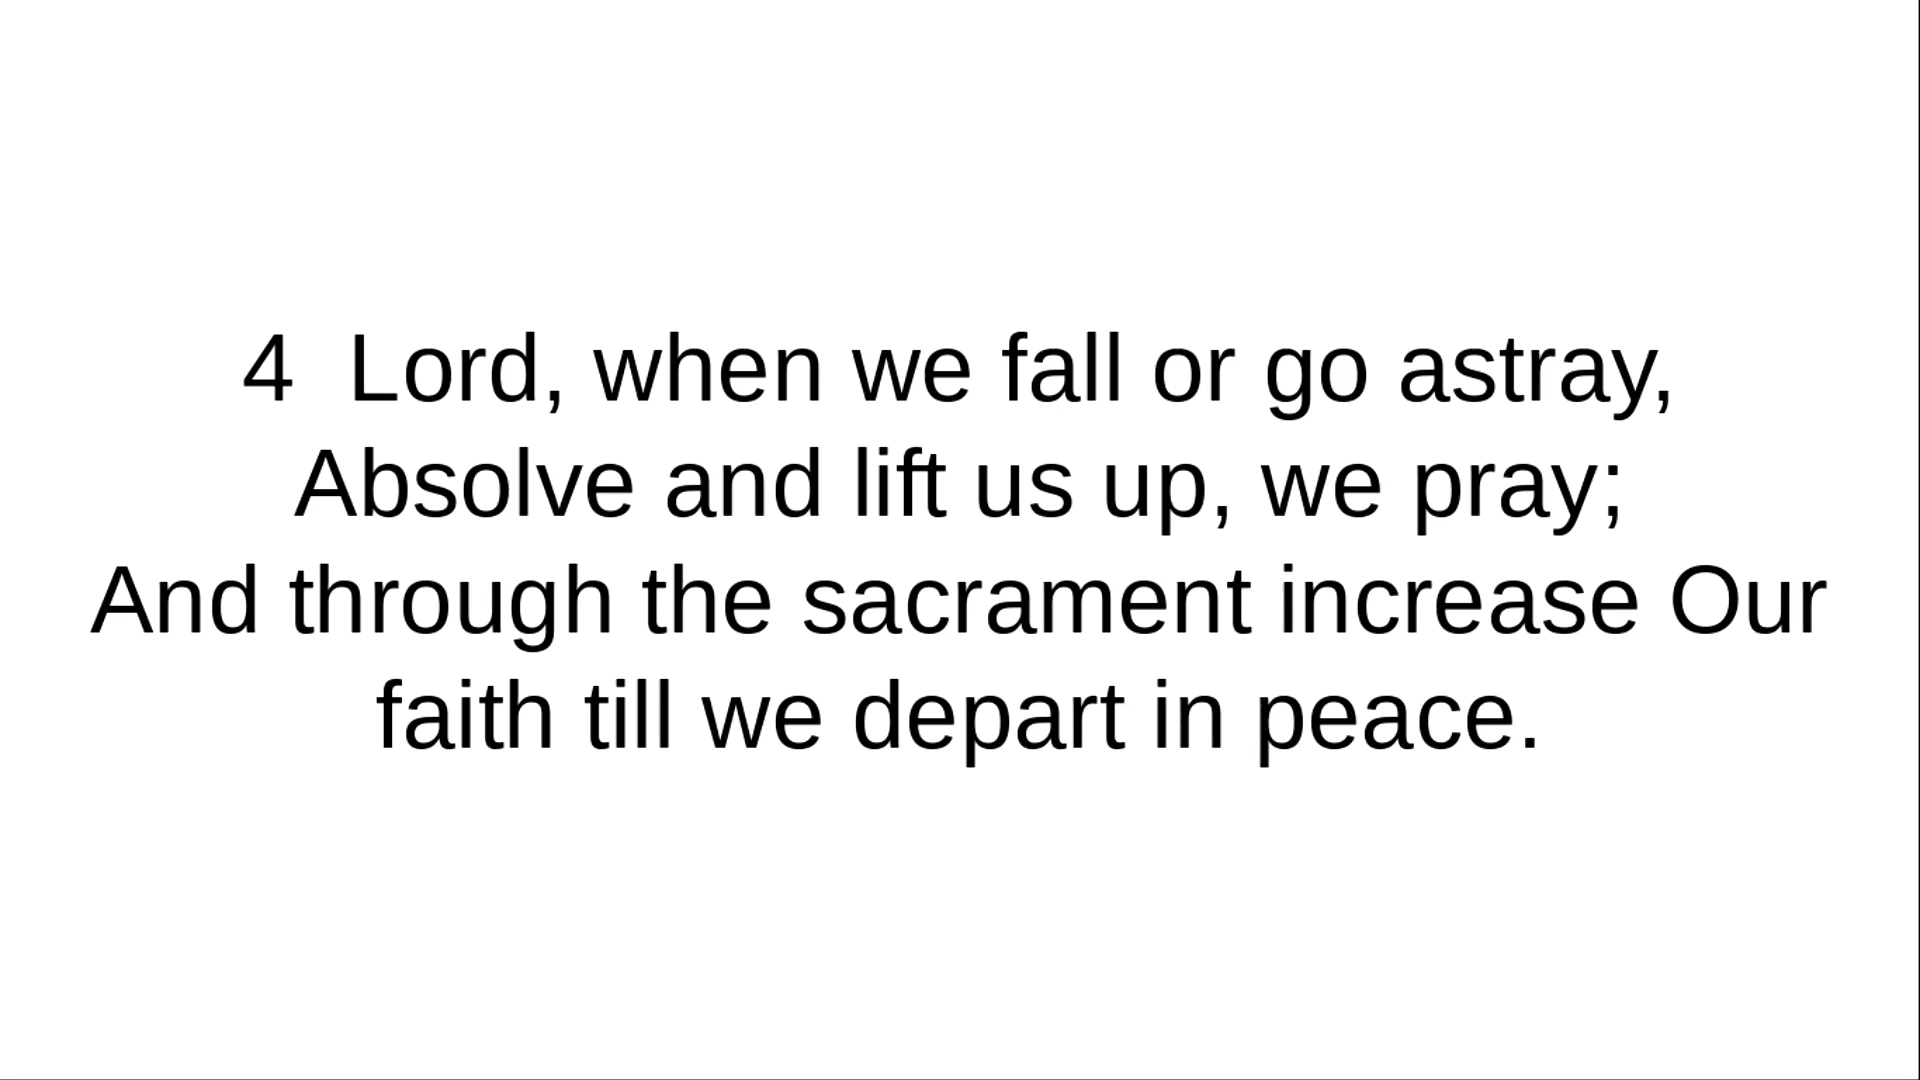 4  Lord, when we fall or go astray,
Absolve and lift us up, we pray;
And through the sacrament increase Our
faith till we depart in peace.